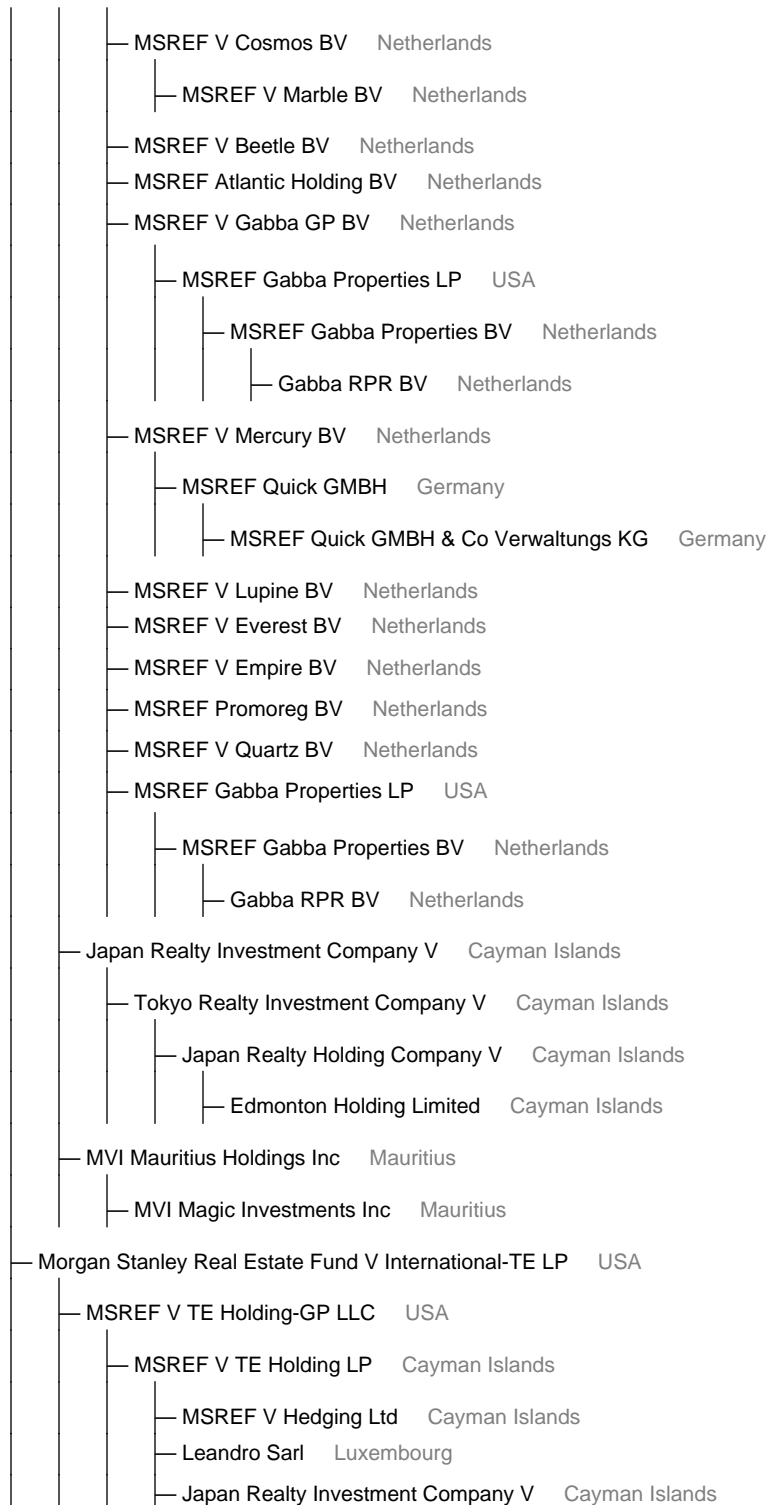 MSREF V Cosmos BV Netherlands
MSREF V Marble BV Netherlands
MSREF V Beetle BV Netherlands
MSREF Atlantic Holding BV Netherlands
MSREF V Gabba GP BV Netherlands
MSREF Gabba Properties LP USA
MSREF Gabba Properties BV Netherlands
Gabba RPR BV Netherlands
MSREF V Mercury BV Netherlands
MSREF Quick GMBH Germany
MSREF Quick GMBH & Co Verwaltungs KG Germany
MSREF V Lupine BV Netherlands
MSREF V Everest BV Netherlands
MSREF V Empire BV Netherlands
MSREF Promoreg BV Netherlands
MSREF V Quartz BV Netherlands
MSREF Gabba Properties LP USA
MSREF Gabba Properties BV Netherlands
Gabba RPR BV Netherlands
Japan Realty Investment Company V Cayman Islands
Tokyo Realty Investment Company V Cayman Islands
Japan Realty Holding Company V Cayman Islands
Edmonton Holding Limited Cayman Islands
MVI Mauritius Holdings Inc Mauritius
MVI Magic Investments Inc Mauritius
Morgan Stanley Real Estate Fund V International-TE LP USA
MSREF V TE Holding-GP LLC USA
MSREF V TE Holding LP Cayman Islands
MSREF V Hedging Ltd Cayman Islands
Leandro Sarl Luxembourg
Japan Realty Investment Company V Cayman Islands